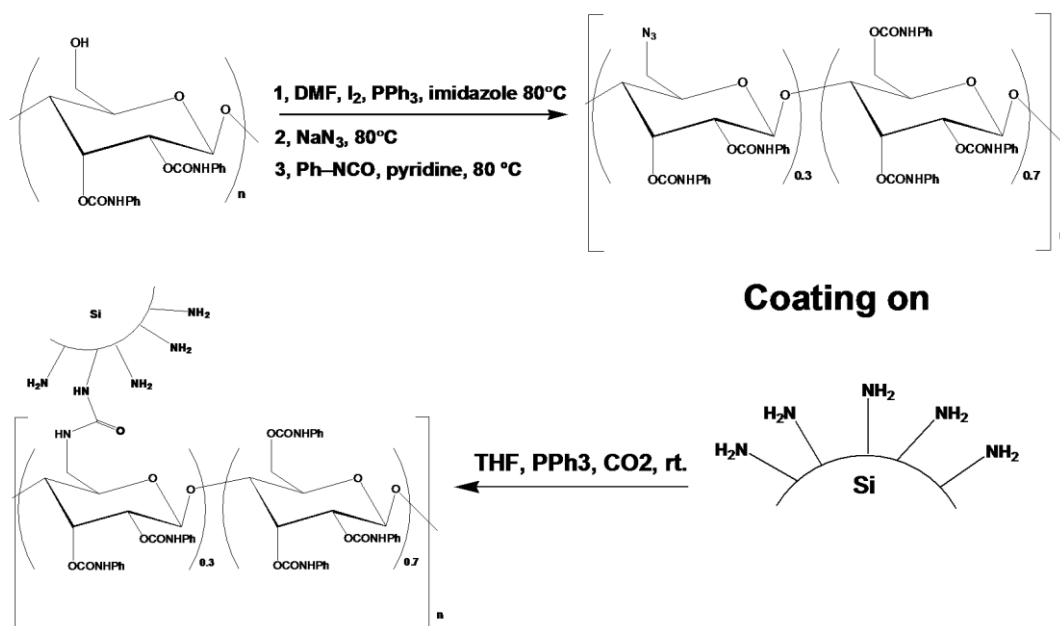 OH
O
O
OCONHPh
OCONHPh
n
1, DMF, I2, PPh3, imidazole 80°C
2, NaN3, 80°C
3, Ph–NCO, pyridine, 80 °C
N3
O
O
OCONHPh
OCONHPh
0.3
OCONHPh
O
O
OCONHPh
OCONHPh
0.7
Coating on
Si
NH2
NH2
NH2
H2N
HN
HN
O
O
O
OCONHPh
OCONHPh
0.3
OCONHPh
O
O
OCONHPh
OCONHPh
0.7
n
THF, PPh3, CO2, rt.
H2N
H2N
NH2
NH2
NH2
Si